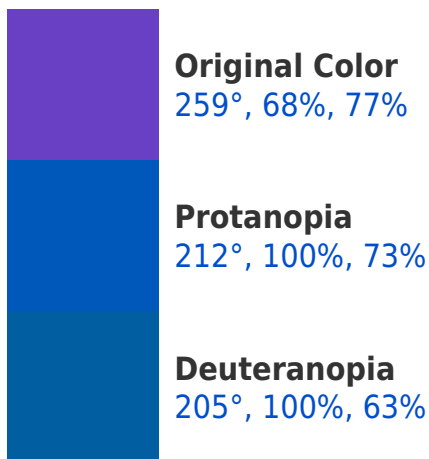 Original Color
259°, 68%, 77%
Protanopia
212°, 100%, 73%
Deuteranopia
205°, 100%, 63%